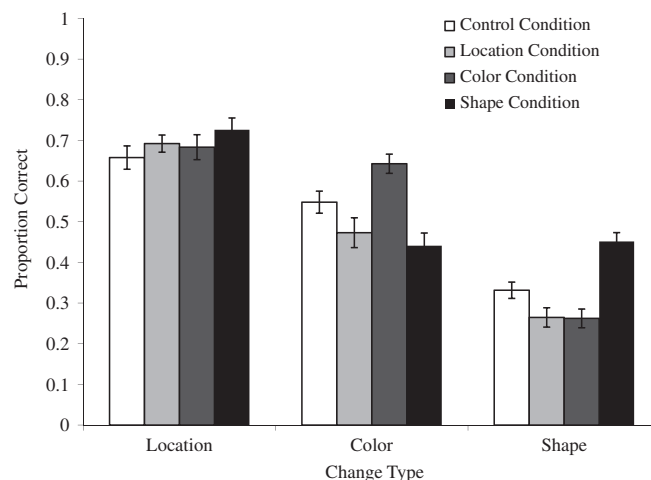 1
0.9
0.8
0.7
0.6
0.5
0.4
0.3
0.2
0.1
0
Proportion Correct
Control Condition
Location Condition
Color Condition
Shape Condition
Location Color Shape
Change Type